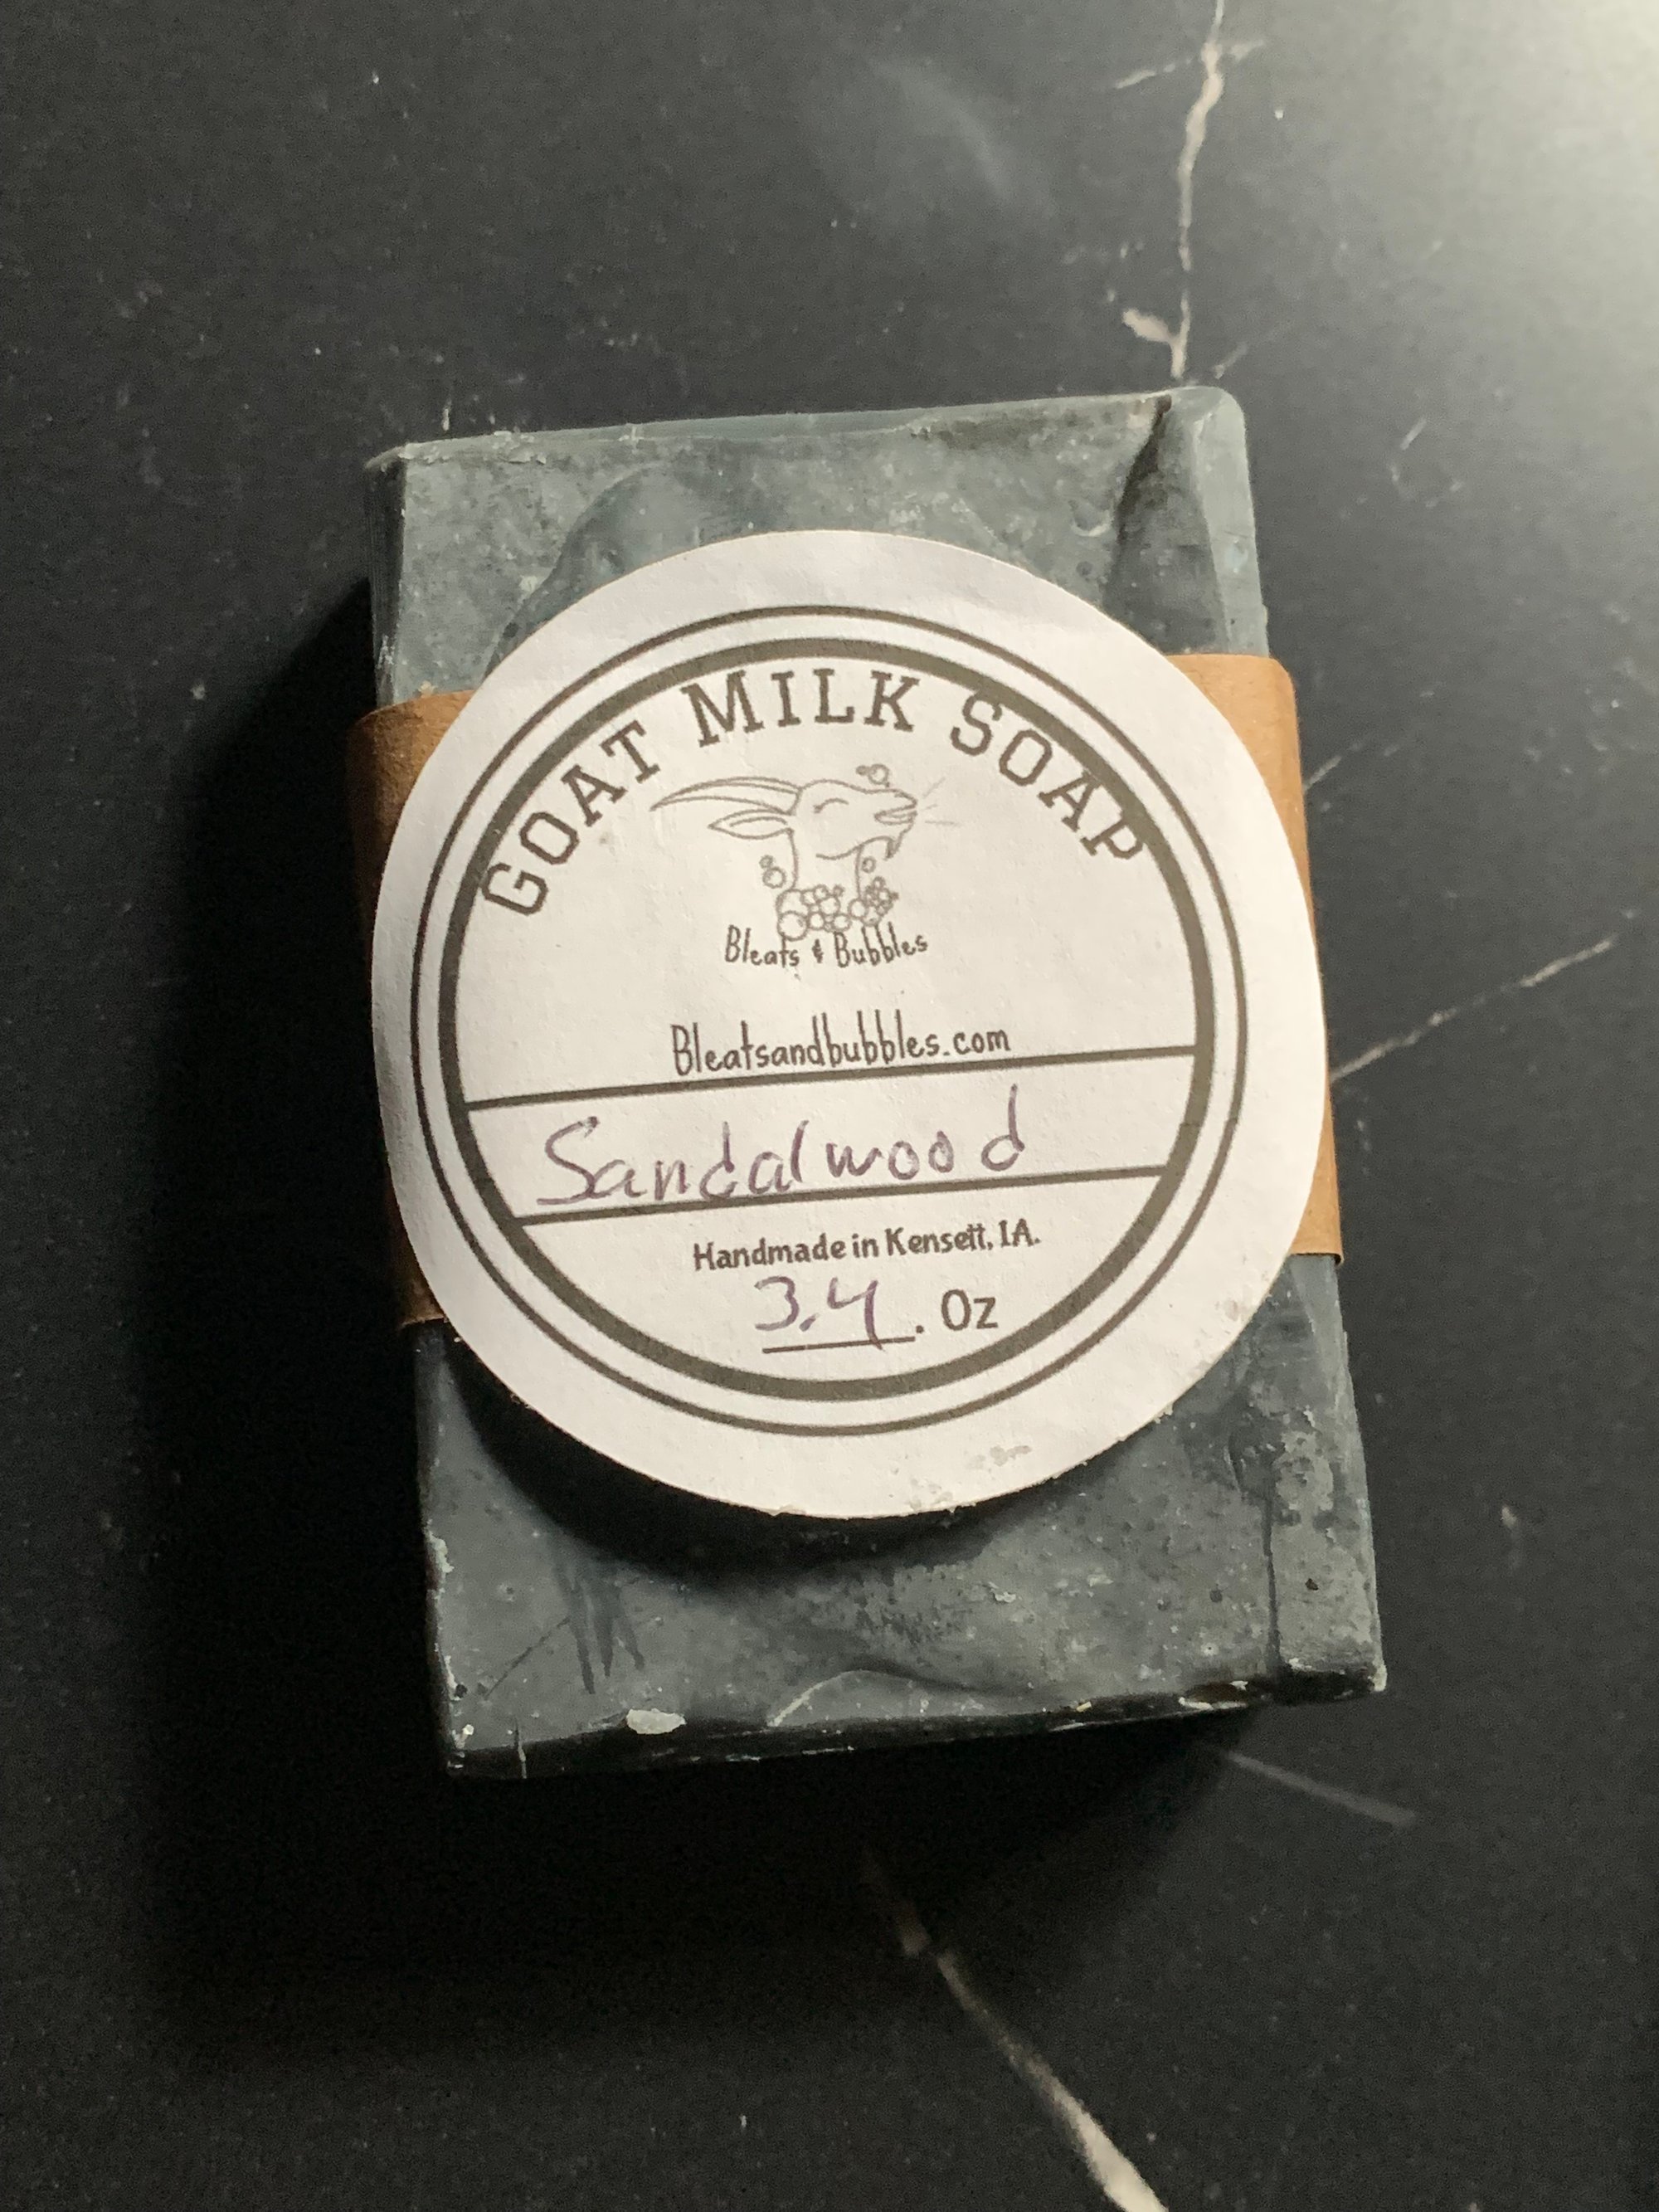 GOAT MILK SOAP
Bleats & Bubbles
Bleatsandbubbles.com
Sandalwood
Handmade in Kensett, IA.
3.4. Oz